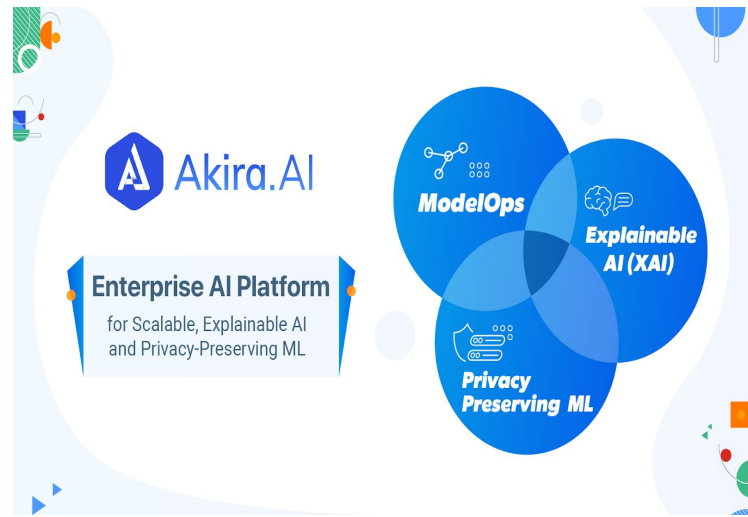 Akira.AI
Enterprise AI Platform
for Scalable, Explainable AI
and Privacy-Preserving ML
ModelOps
Explainable
AI (XAI)
Privacy
Preserving ML